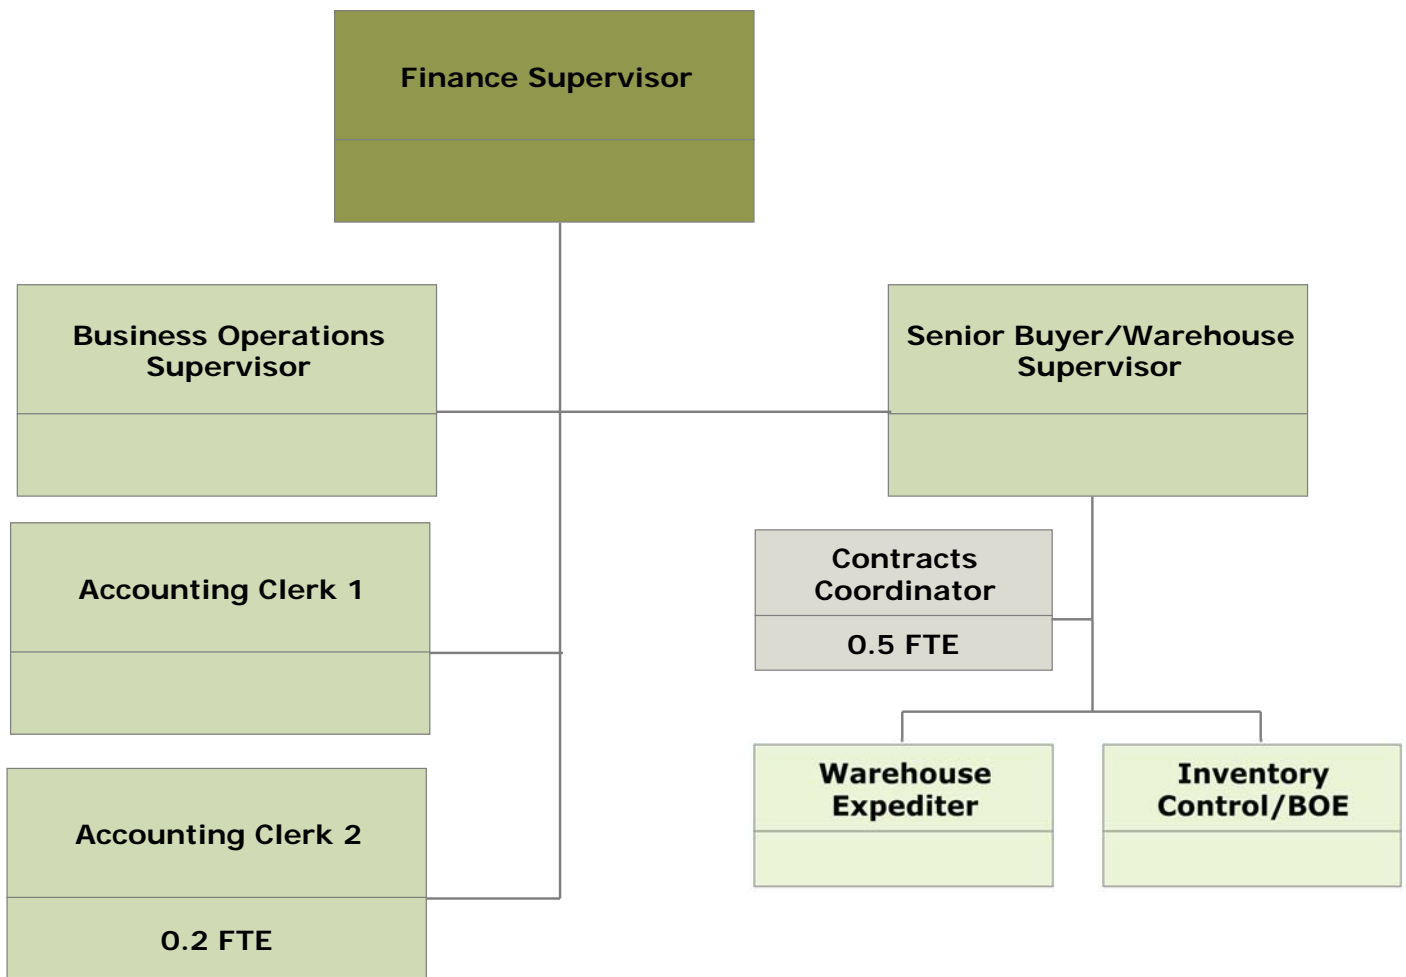 Finance Supervisor
Business Operations
Supervisor
Senior Buyer/Warehouse
Supervisor
Accounting Clerk 1
Contracts
Coordinator
0.5 FTE
Warehouse
Expediter
Inventory
Control/BOE
Accounting Clerk 2
0.2 FTE